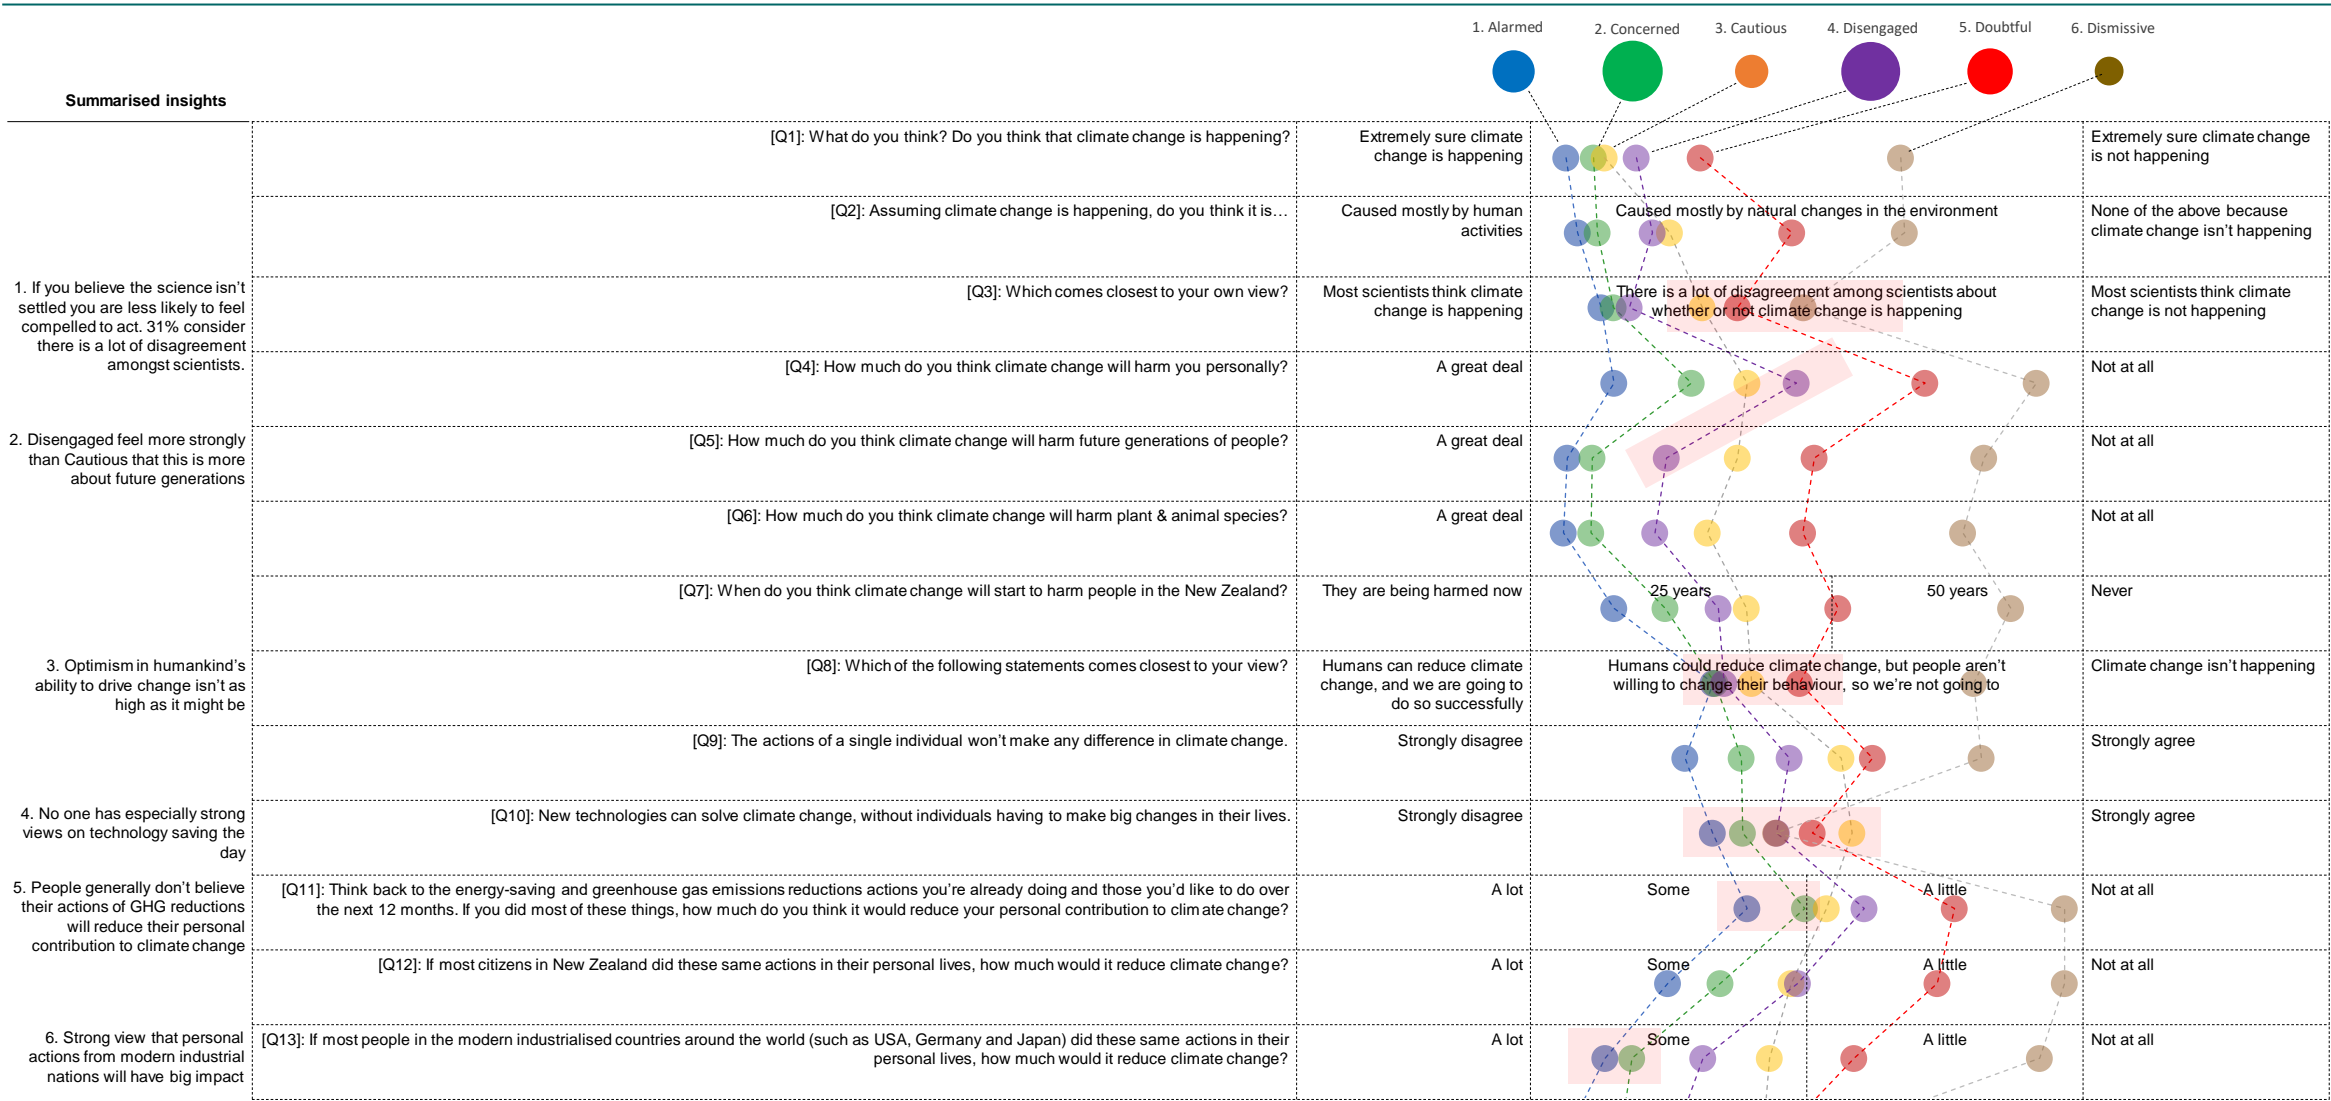 1. Alarmed
2. Concerned
3. Cautious
4. Disengaged
5. Doubtful
6. Dismissive
Summarised insights
[Q1]: What do you think? Do you think that climate change is happening?
Extremely sure climate
change is happening
Extremely sure climate change
is not happening
[Q2]: Assuming climate change is happening, do you think it is…
Caused mostly by human
activities
Caused mostly by natural changes in the environment
None of the above because
climate change isn't happening
1. If you believe the science isn't
settled you are less likely to feel
compelled to act. 31% consider
there is a lot of disagreement
amongst scientists.
[Q3]: Which comes closest to your own view?
Most scientists think climate
change is happening
There is a lot of disagreement among scientists about
whether or not climate change is happening
Most scientists think climate
change is not happening
[Q4]: How much do you think climate change will harm you personally?
A great deal
Not at all
2. Disengaged feel more strongly
than Cautious that this is more
about future generations
[Q5]: How much do you think climate change will harm future generations of people?
A great deal
Not at all
[Q6]: How much do you think climate change will harm plant & animal species?
A great deal
Not at all
[Q7]: When do you think climate change will start to harm people in the New Zealand?
They are being harmed now
25 years
50 years
Never
3. Optimism in humankind's
ability to drive change isn't as
high as it might be
[Q8]: Which of the following statements comes closest to your view?
Humans can reduce climate
change, and we are going to
do so successfully
Humans could reduce climate change, but people aren't
willing to change their behaviour, so we're not going to
Climate change isn't happening
[Q9]: The actions of a single individual won't make any difference in climate change.
Strongly disagree
Strongly agree
4. No one has especially strong
views on technology saving the
day
[Q10]: New technologies can solve climate change, without individuals having to make big changes in their lives.
Strongly disagree
Strongly agree
5. People generally don't believe
their actions of GHG reductions
will reduce their personal
contribution to climate change
[Q11]: Think back to the energy-saving and greenhouse gas emissions reductions actions you're already doing and those you'd like to do over
the next 12 months. If you did most of these things, how much do you think it would reduce your personal contribution to climate change?
A lot
Some
A little
Not at all
[Q12]: If most citizens in New Zealand did these same actions in their personal lives, how much would it reduce climate change?
A lot
Some
A little
Not at all
6. Strong view that personal
actions from modern industrial
nations will have big impact
[Q13]: If most people in the modern industrialised countries around the world (such as USA, Germany and Japan) did these same actions in their
personal lives, how much would it reduce climate change?
A lot
Some
A little
Not at all